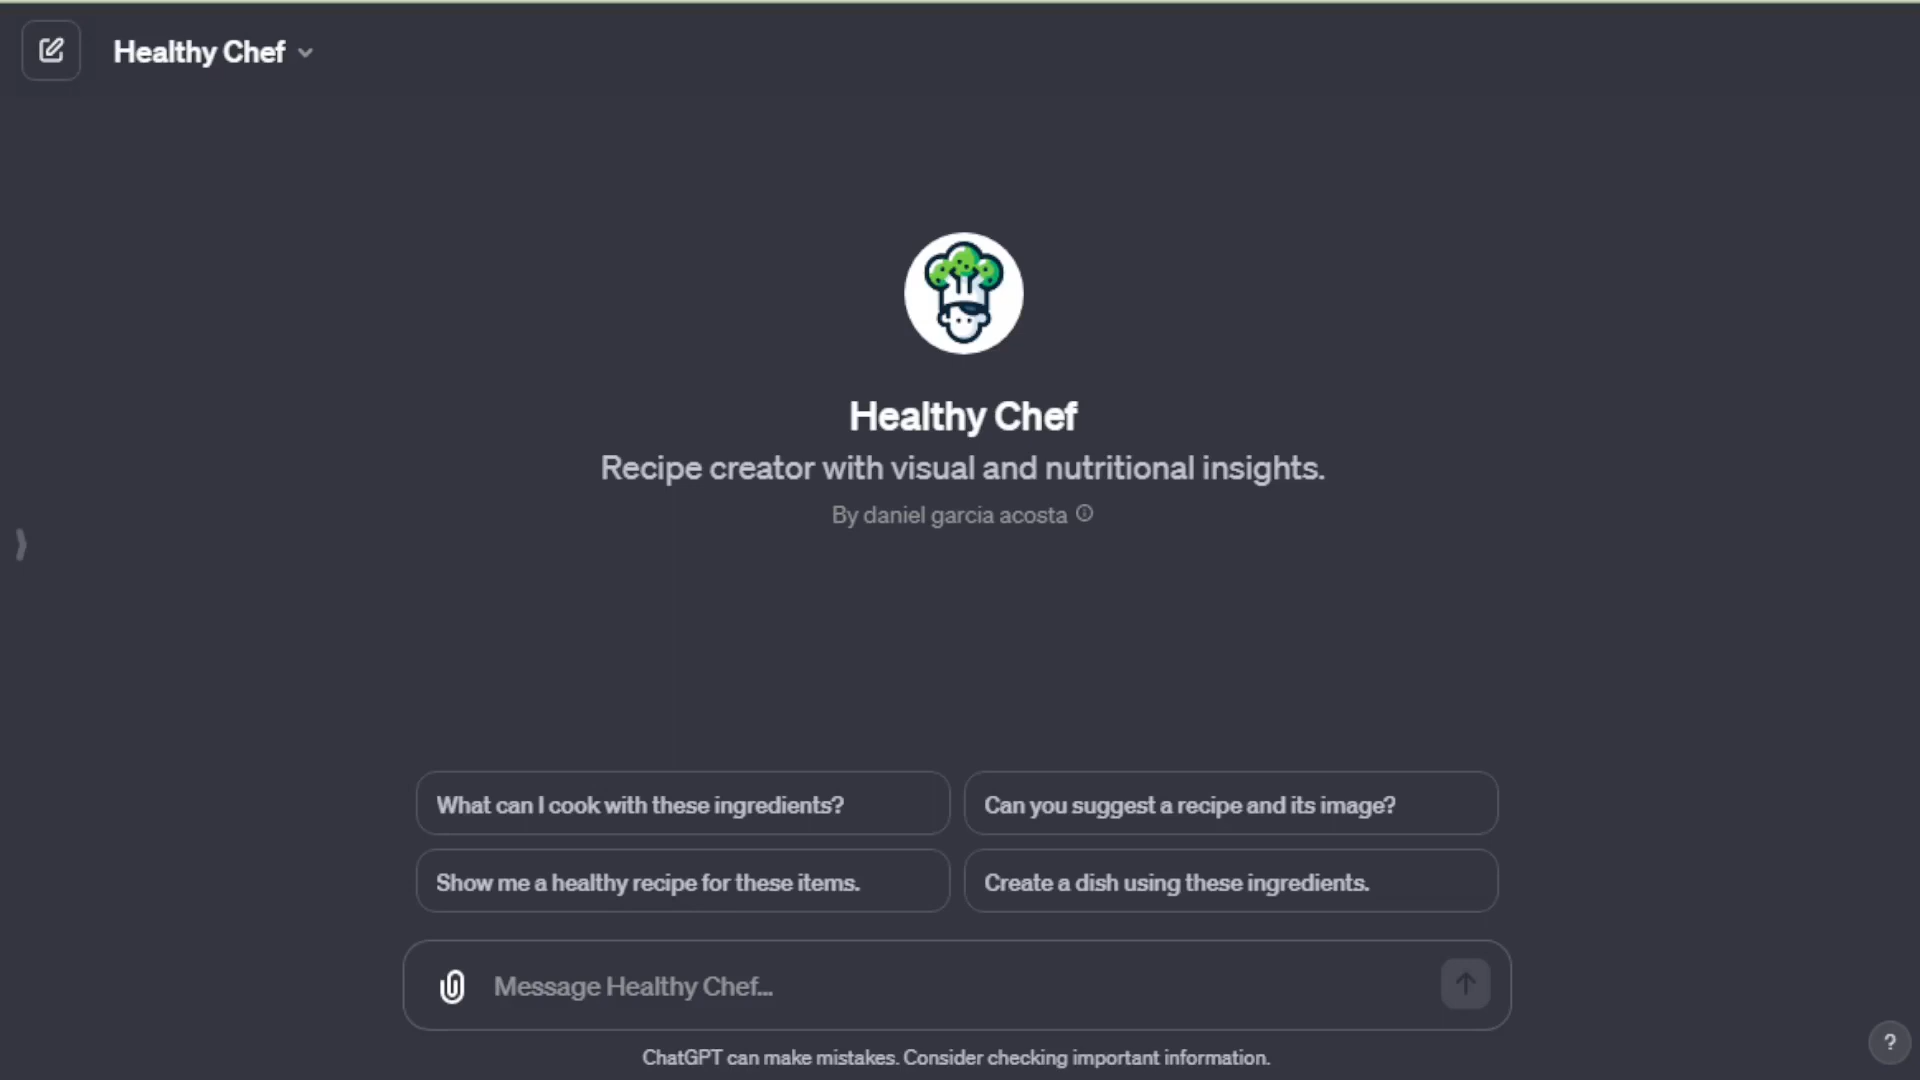 Healthy Chef
Healthy Chef
Recipe creator with visual and nutritional insights.
By daniel garcia acosta
What can I cook with these ingredients?
Can you suggest a recipe and its image?
Show me a healthy recipe for these items.
Create a dish using these ingredients.
Message Healthy Chef...
ChatGPT can make mistakes. Consider checking important information.
?